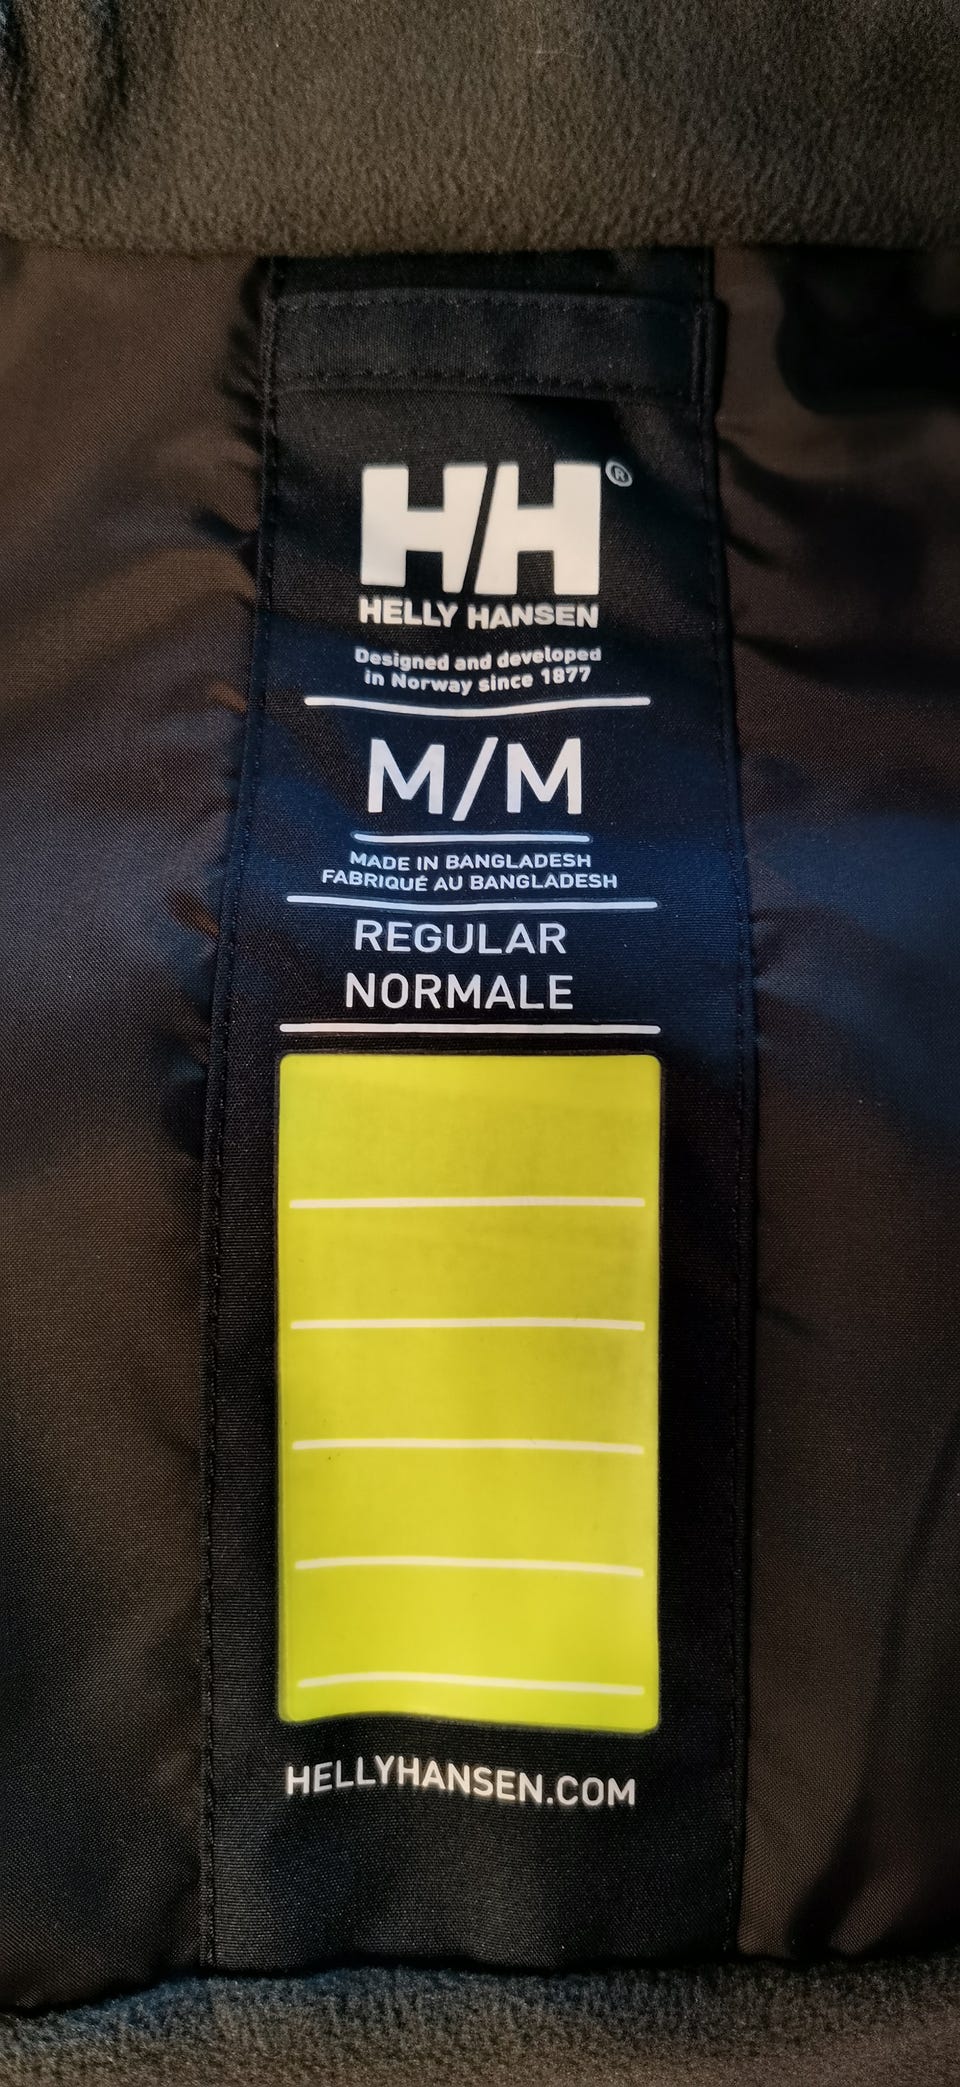 HH®
HELLY HANSEN
Designed and developed
in Norway since 1877
M/M
MADE IN BANGLADESH
FABRIQUÉ AU BANGLADESH
REGULAR
NORMALE
HELLYHANSEN.COM